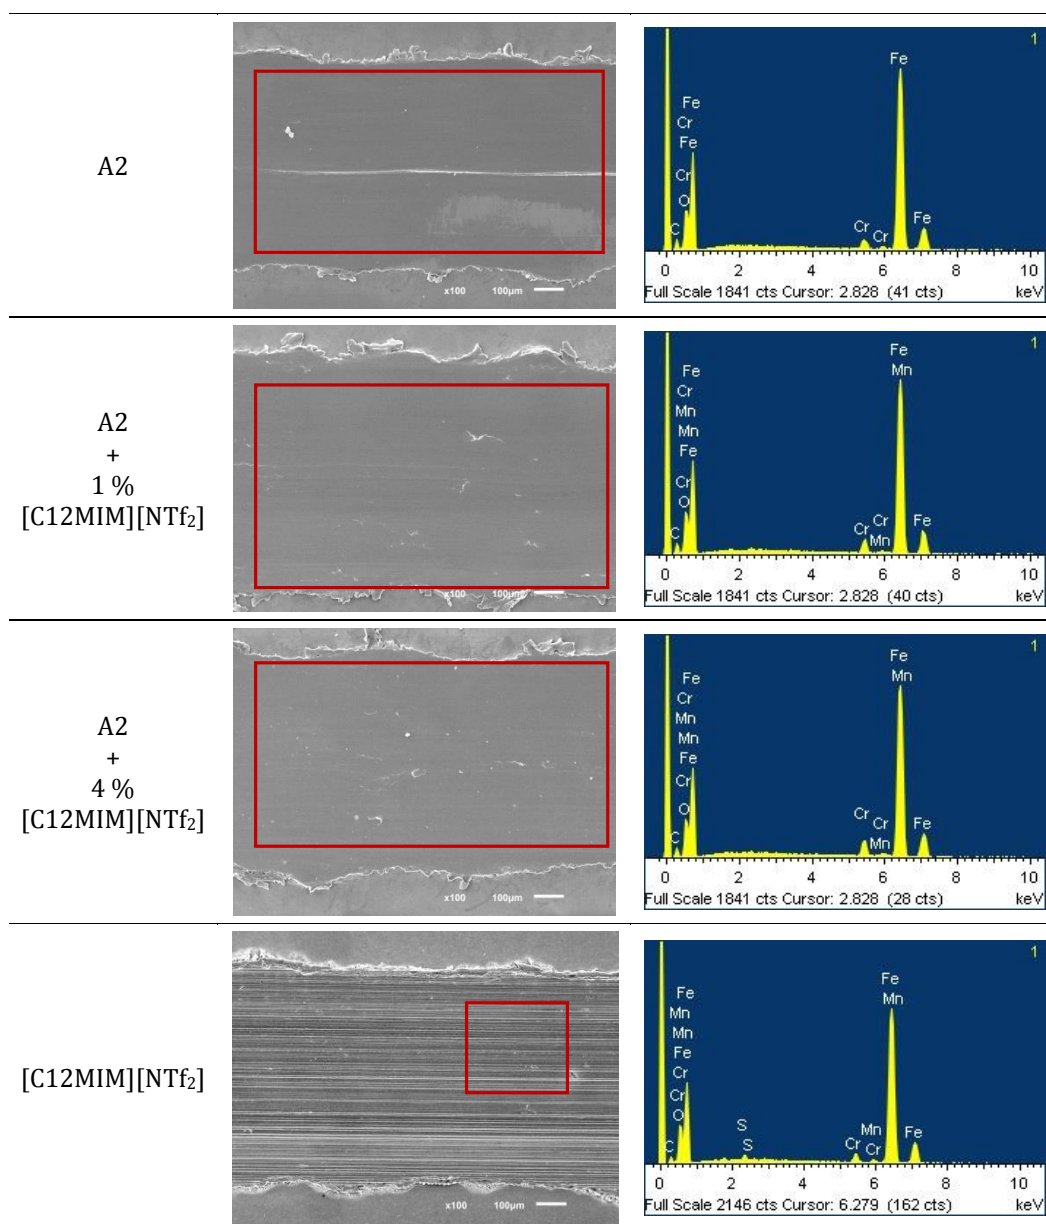 A2
x100 100µm
1
Fe
Fe
Cr
Fe
Cr
O
C
Cr
Cr
Fe
0 2 4 6 8 10
Full Scale 1841 cts Cursor: 2.828 (41 cts) keV
A2
+
1 %
[C12MIM][NTf₂]
x100 100µm
1
Fe
Mn
Fe
Cr
Mn
Mn
Fe
Cr
O
C
Cr
Cr
Mn
Fe
0 2 4 6 8 10
Full Scale 1841 cts Cursor: 2.828 (40 cts) keV
A2
+
4 %
[C12MIM][NTf₂]
x100 100µm
1
Fe
Mn
Fe
Cr
Mn
Mn
Fe
Cr
O
C
Cr
Cr
Mn
Fe
0 2 4 6 8 10
Full Scale 1841 cts Cursor: 2.828 (28 cts) keV
[C12MIM][NTf₂]
x100 100µm
1
Fe
Mn
Fe
Mn
Mn
Fe
Cr
Cr
O
C
S
S
Mn
Cr
Cr
Fe
0 2 4 6 8 10
Full Scale 2146 cts Cursor: 6.279 (162 cts) keV